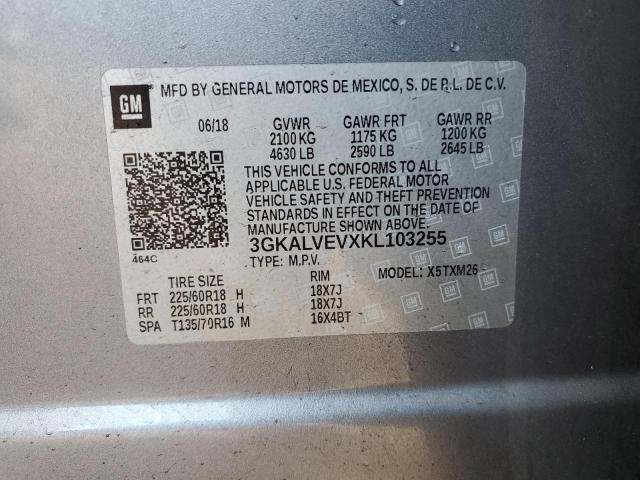 GM
MFD BY GENERAL MOTORS DE MEXICO, S. DE R.L. DE C.V.
06/18 GVWR GAWR FRT GAWR RR
2100 KG 1175 KG 1200 KG
4630 LB 2590 LB 2645 LB
THIS VEHICLE CONFORMS TO ALL
APPLICABLE U.S. FEDERAL MOTOR
VEHICLE SAFETY AND THEFT PREVENTION
STANDARDS IN EFFECT ON THE DATE OF
MANUFACTURE SHOWN ABOVE.
3GKALVEVXKL103255
464C
TYPE: M.P.V. MODEL: X5TXM26
TIRE SIZE RIM
FRT 225/60R18 H 18X7J
RR 225/60R18 H 18X7J
SPA T135/70R16 M 16X4BT